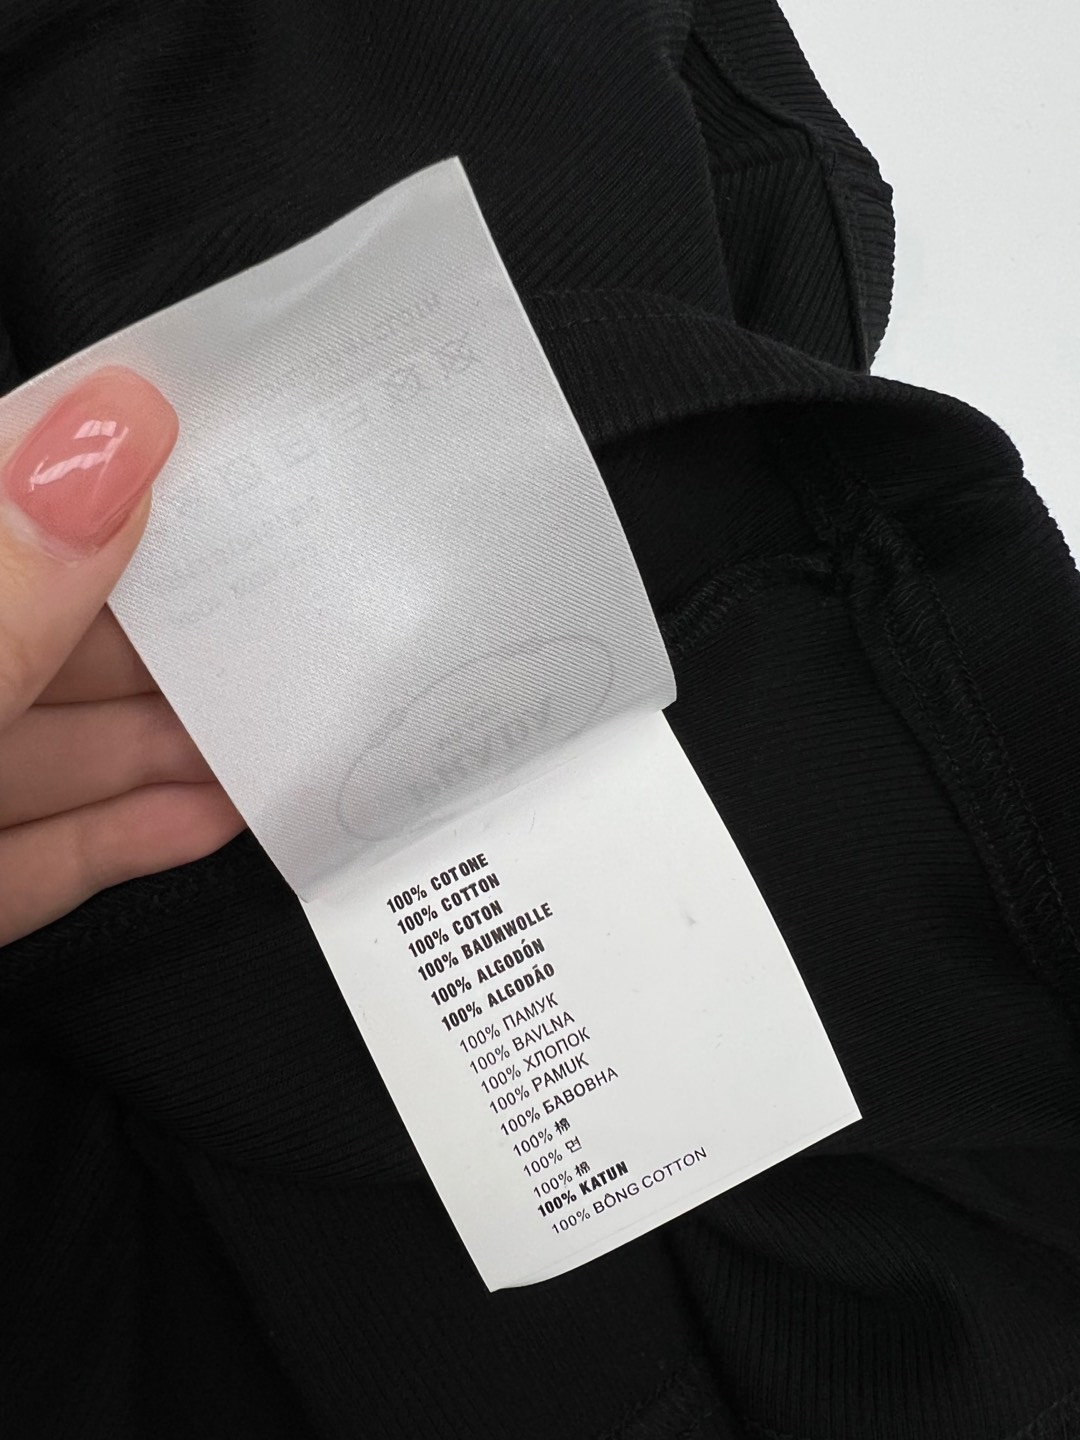 100% COTONE
100% COTTON
100% COTON
100% BAUMWOLLE
100% ALGODÓN
100% ALGODÃO
100% ПАМУК
100% BAVLNA
100% ХЛОПОК
100% PAMUK
100% БАВОВНА
100% 棉
100% 면
100% 棉
100% KATUN
100% BÔNG COTTON